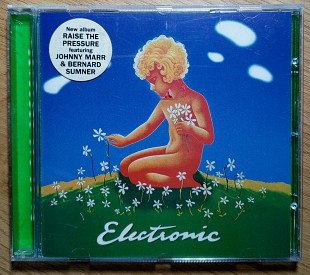 New album
RAISE THE
PRESSURE
featuring
JOHNNY MARR
& BERNARD
SUMNER
Electronic